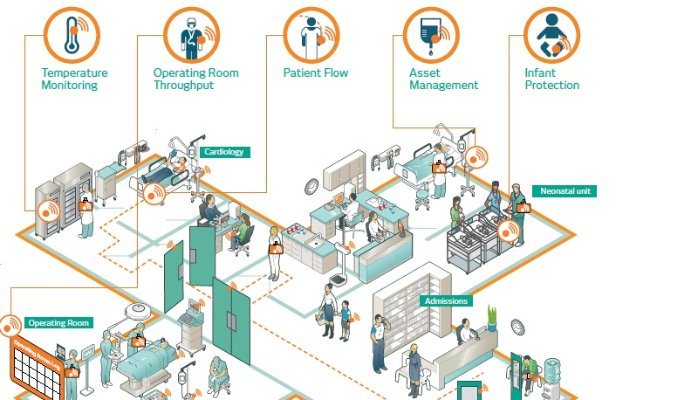 Temperature
Monitoring
Operating Room
Throughput
Patient Flow
Asset
Management
Infant
Protection
Cardiology
Neonatal unit
Admissions
Operating Room